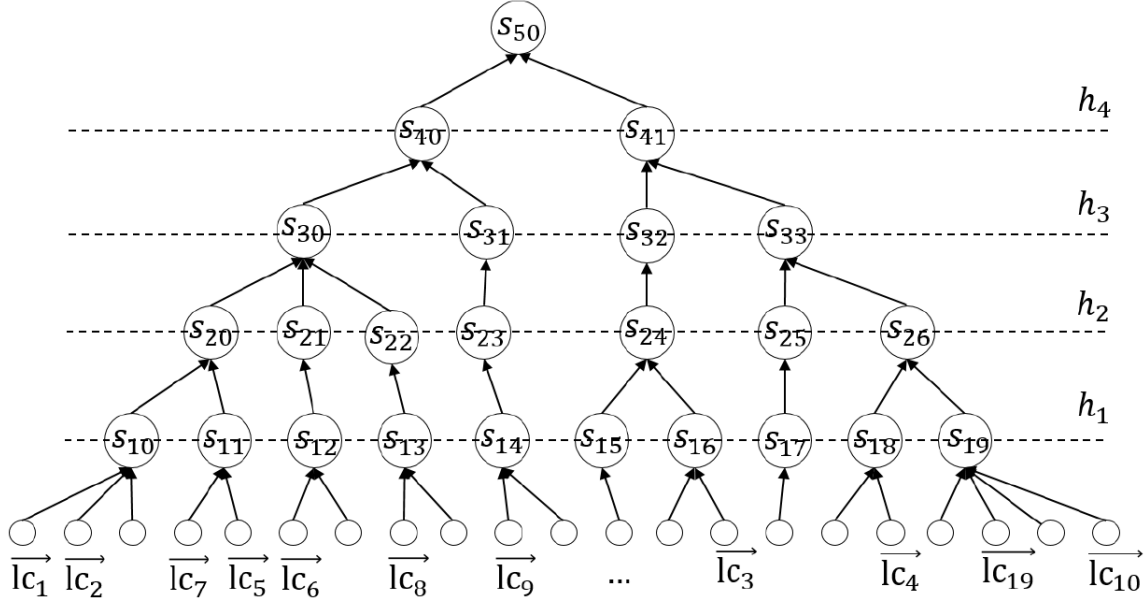 s₅₀
h₄
s₄₀ s₄₁
h₃
s₃₀ s₃₁ s₃₂ s₃₃
h₂
s₂₀ s₂₁ s₂₂ s₂₃ s₂₄ s₂₅ s₂₆
h₁
s₁₀ s₁₁ s₁₂ s₁₃ s₁₄ s₁₅ s₁₆ s₁₇ s₁₈ s₁₉
lc₁ lc₂ lc₇ lc₅ lc₆ lc₈ lc₉ ... lc₃ lc₄ lc₁₉ lc₁₀